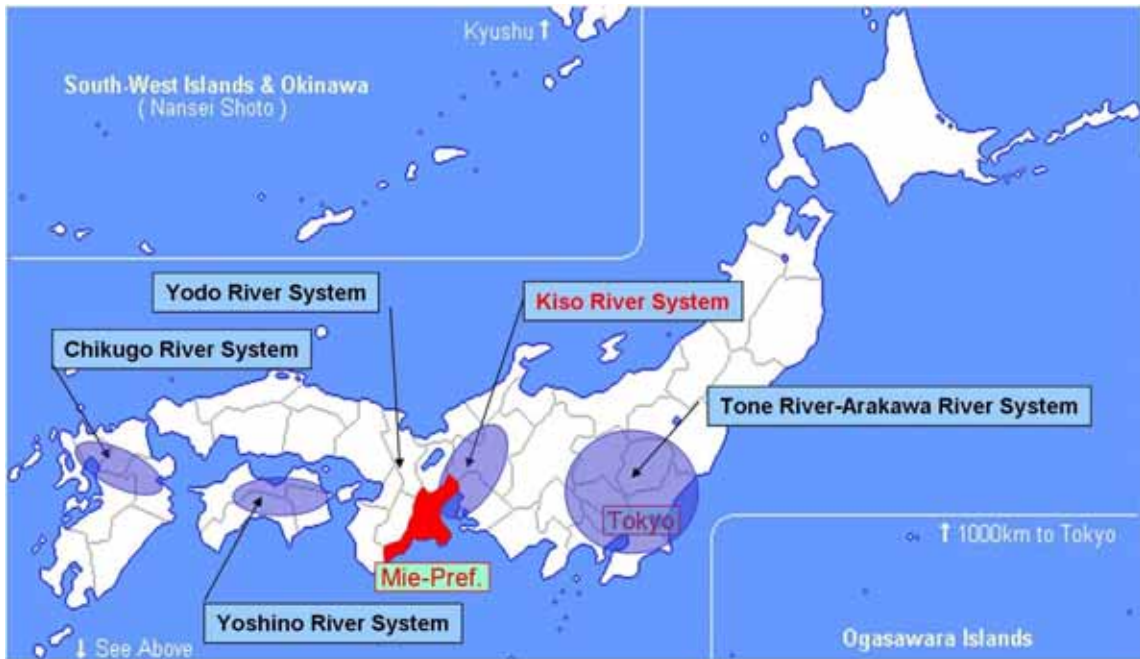 Kyushu ↑
South-West Islands & Okinawa
( Nansei Shoto )
Yodo River System
Kiso River System
Chikugo River System
Tone River-Arakawa River System
Tokyo
↑ 1000km to Tokyo
Mie-Pref.
Yoshino River System
↓ See Above
Ogasawara Islands